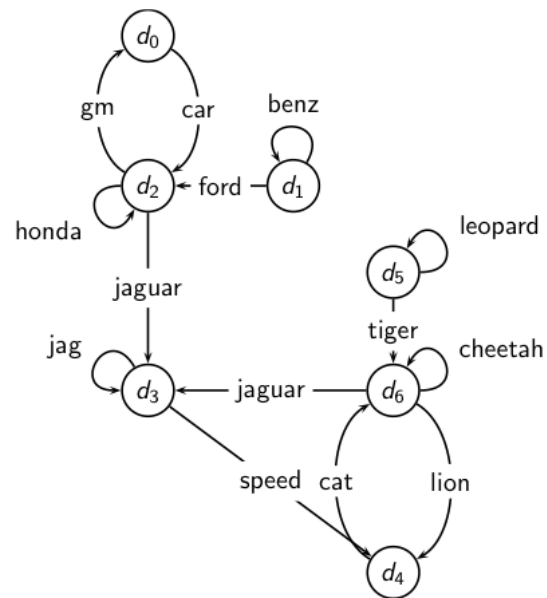 d0
gm car
benz
d2 ford d1
honda
leopard
d5
jaguar
tiger
jag
cheetah
d3 jaguar d6
speed cat lion
d4